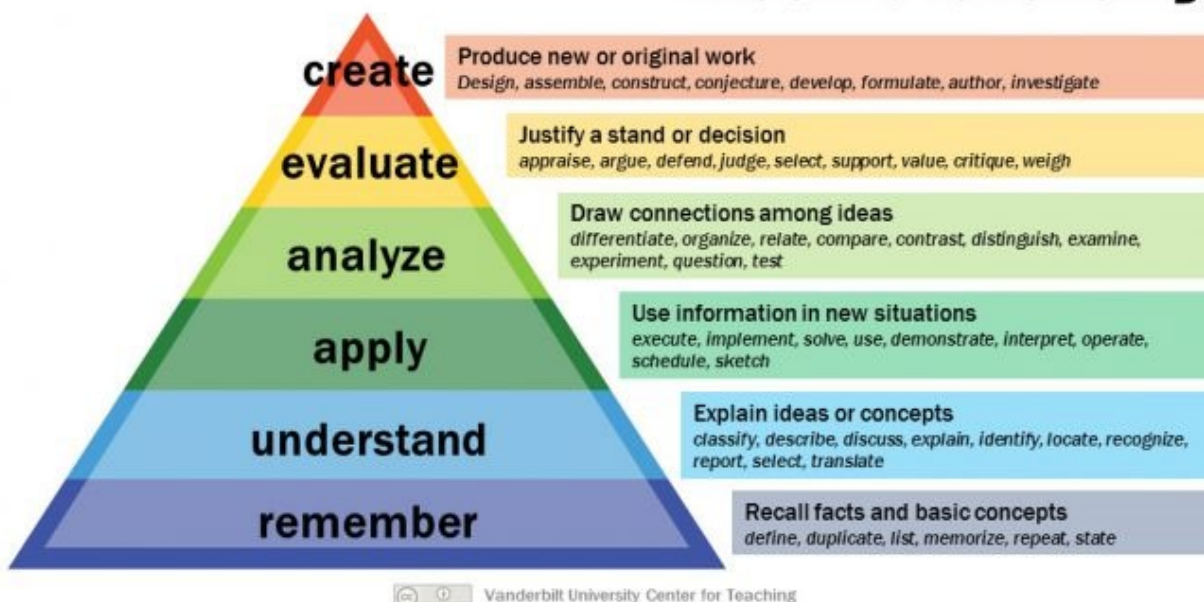 create
Produce new or original work
Design, assemble, construct, conjecture, develop, formulate, author, investigate
evaluate
Justify a stand or decision
appraise, argue, defend, judge, select, support, value, critique, weigh
analyze
Draw connections among ideas
differentiate, organize, relate, compare, contrast, distinguish, examine,
experiment, question, test
apply
Use information in new situations
execute, implement, solve, use, demonstrate, interpret, operate,
schedule, sketch
understand
Explain ideas or concepts
classify, describe, discuss, explain, identify, locate, recognize,
report, select, translate
remember
Recall facts and basic concepts
define, duplicate, list, memorize, repeat, state
Vanderbilt University Center for Teaching